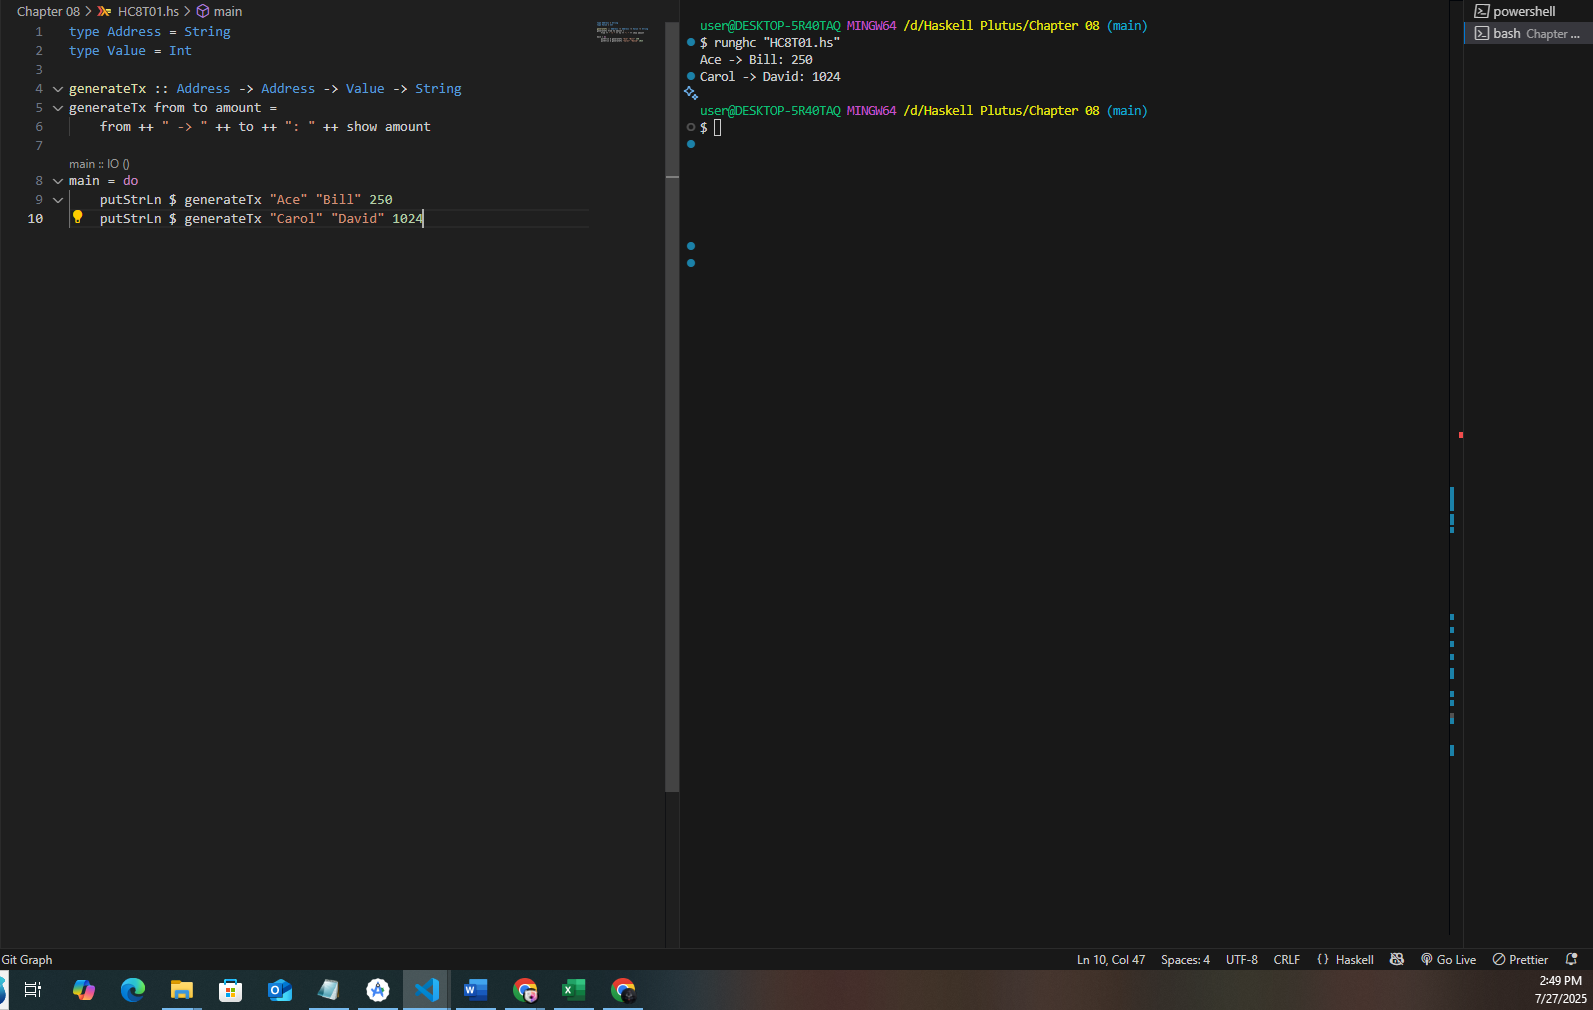 Chapter 08 > HC8T01.hs > main
1 type Address = String
2 type Value = Int
3
4 generateTx :: Address -> Address -> Value -> String
5 generateTx from to amount =
6 from ++ " -> " ++ to ++ ": " ++ show amount
7
main :: IO ()
8 main = do
9 putStrLn $ generateTx "Ace" "Bill" 250
10 putStrLn $ generateTx "Carol" "David" 1024
user@DESKTOP-5R40TAQ MINGW64 /d/Haskell Plutus/Chapter 08 (main)
$ runghc "HC8T01.hs"
Ace -> Bill: 250
Carol -> David: 1024
user@DESKTOP-5R40TAQ MINGW64 /d/Haskell Plutus/Chapter 08 (main)
$
powershell
bash Chapter ...
Git Graph
Ln 10, Col 47 Spaces: 4 UTF-8 CRLF {} Haskell Go Live Prettier
2:49 PM
7/27/2025